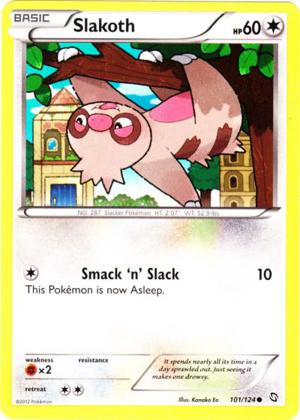 BASIC
Slakoth
HP60
NO. 287 Slacker Pokémon HT: 2'07" WT: 52.9 lbs.
Smack 'n' Slack 10
This Pokémon is now Asleep.
weakness resistance
×2
retreat
It spends nearly all its time in a
day sprawled out. Just seeing it
makes one drowsy.
©2012 Pokémon
Illus. Kanako Eo 101/124